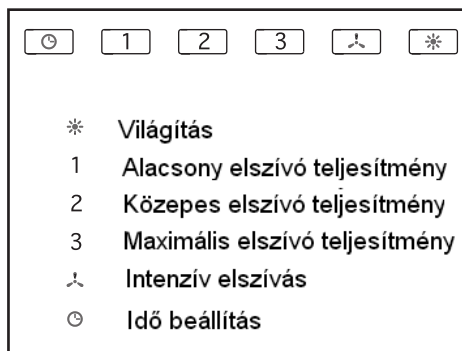 1 2 3
Világítás
1 Alacsony elszívó teljesítmény
2 Közepes elszívó teljesítmény
3 Maximális elszívó teljesítmény
Intenzív elszívás
Idő beállítás